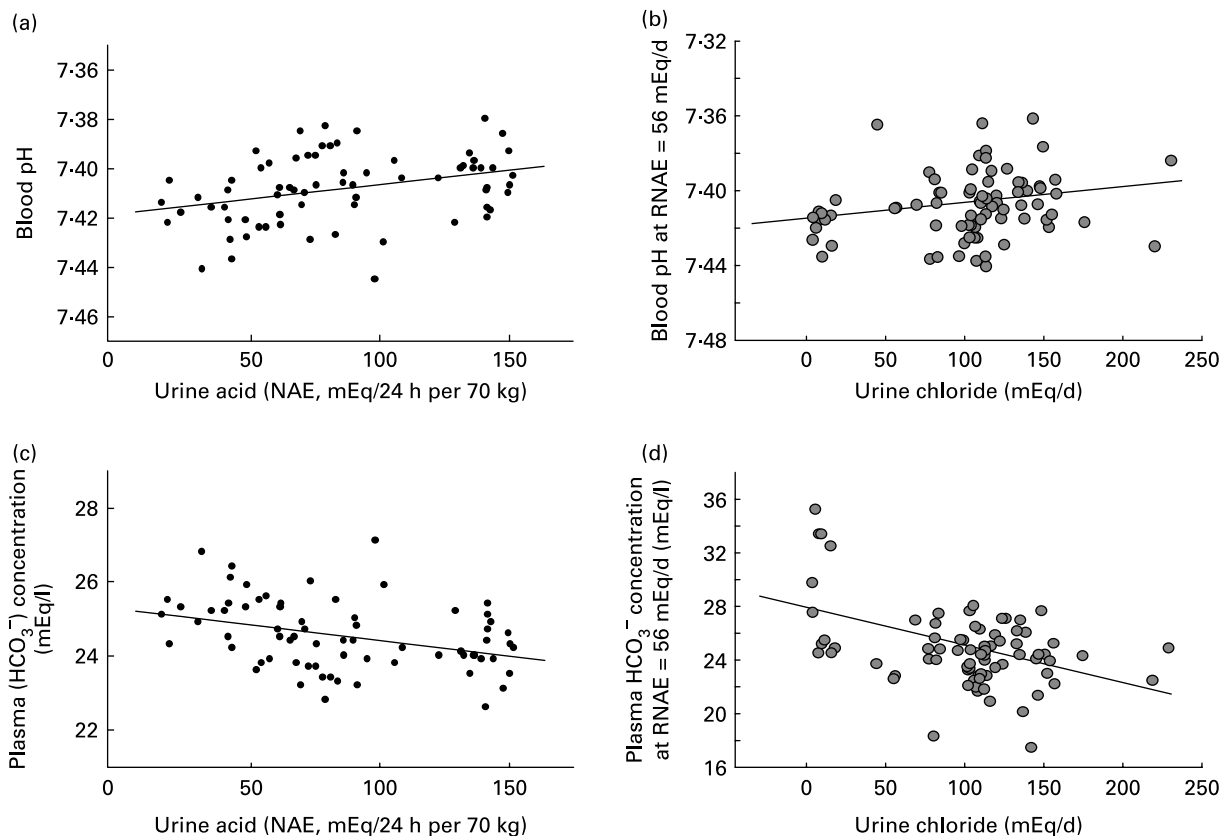 (a)
7·36
7·38
7·40
7·42
7·44
7·46
Blood pH
0
50
100
150
Urine acid (NAE, mEq/24 h per 70 kg)
(b)
7·32
7·36
7·40
7·44
7·48
Blood pH at RNAE = 56 mEq/d
0
50
100
150
200
250
Urine chloride (mEq/d)
(c)
28
26
24
22
Plasma (HCO₃⁻) concentration
(mEq/l)
0
50
100
150
Urine acid (NAE, mEq/24 h per 70 kg)
(d)
36
32
28
24
20
16
Plasma HCO₃⁻ concentration
at RNAE = 56 mEq/d (mEq/l)
0
50
100
150
200
250
Urine chloride (mEq/d)